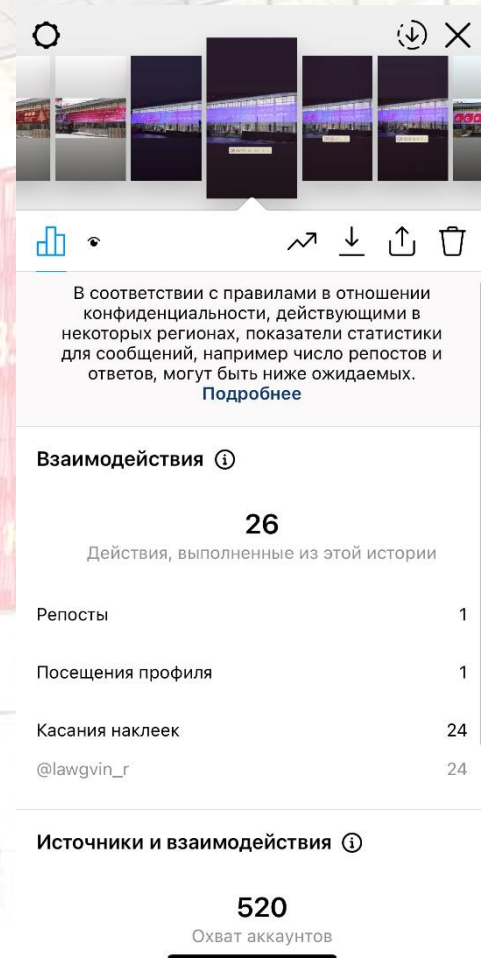 В соответствии с правилами в отношении
конфиденциальности, действующими в
некоторых регионах, показатели статистики
для сообщений, например число репостов и
ответов, могут быть ниже ожидаемых.
Подробнее
Взаимодействия
26
Действия, выполненные из этой истории
Репосты 1
Посещения профиля 1
Касания наклеек 24
@lawgvin_r 24
Источники и взаимодействия
520
Охват аккаунтов